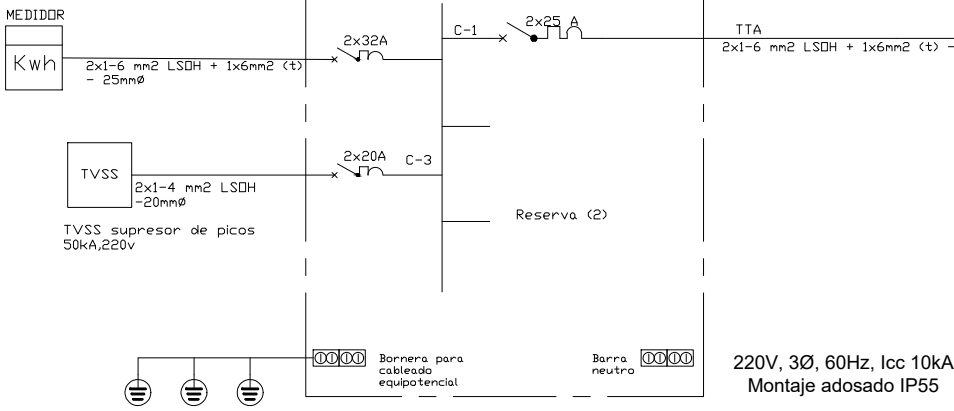 MEDIDOR
Kwh
2x1-6 mm2 LSOH + 1x6mm2 (t)
- 25mmø
2x32A
C-1
2x25 A
TTA
2x1-6 mm2 LSOH + 1x6mm2 (t) -
TVSS
2x1-4 mm2 LSOH
-20mmø
2x20A
C-3
TVSS supresor de picos
50kA,220v
Reserva (2)
Bornera para
cableado
equipotencial
Barra
neutro
220V, 3Ø, 60Hz, Icc 10kA
Montaje adosado IP55